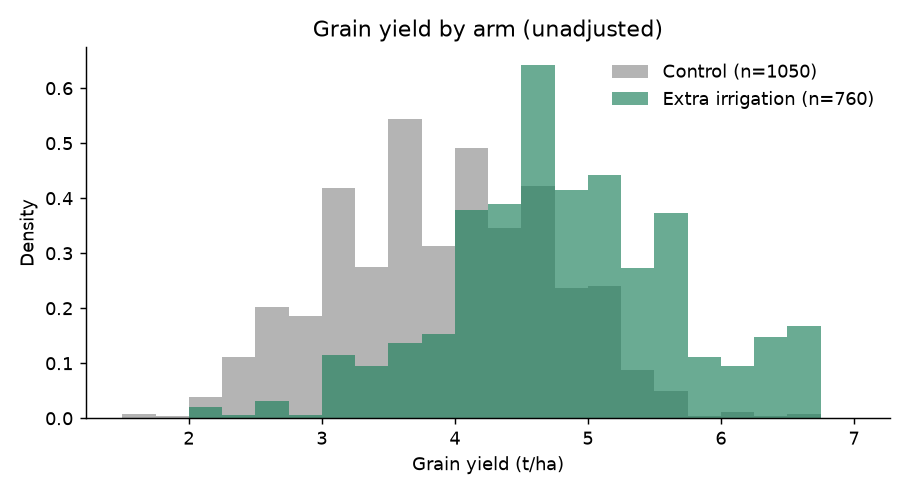 Grain yield by arm (unadjusted)
Control (n=1050)
Extra irrigation (n=760)
Density
0.6
0.5
0.4
0.3
0.2
0.1
0.0
2 3 4 5 6 7
Grain yield (t/ha)